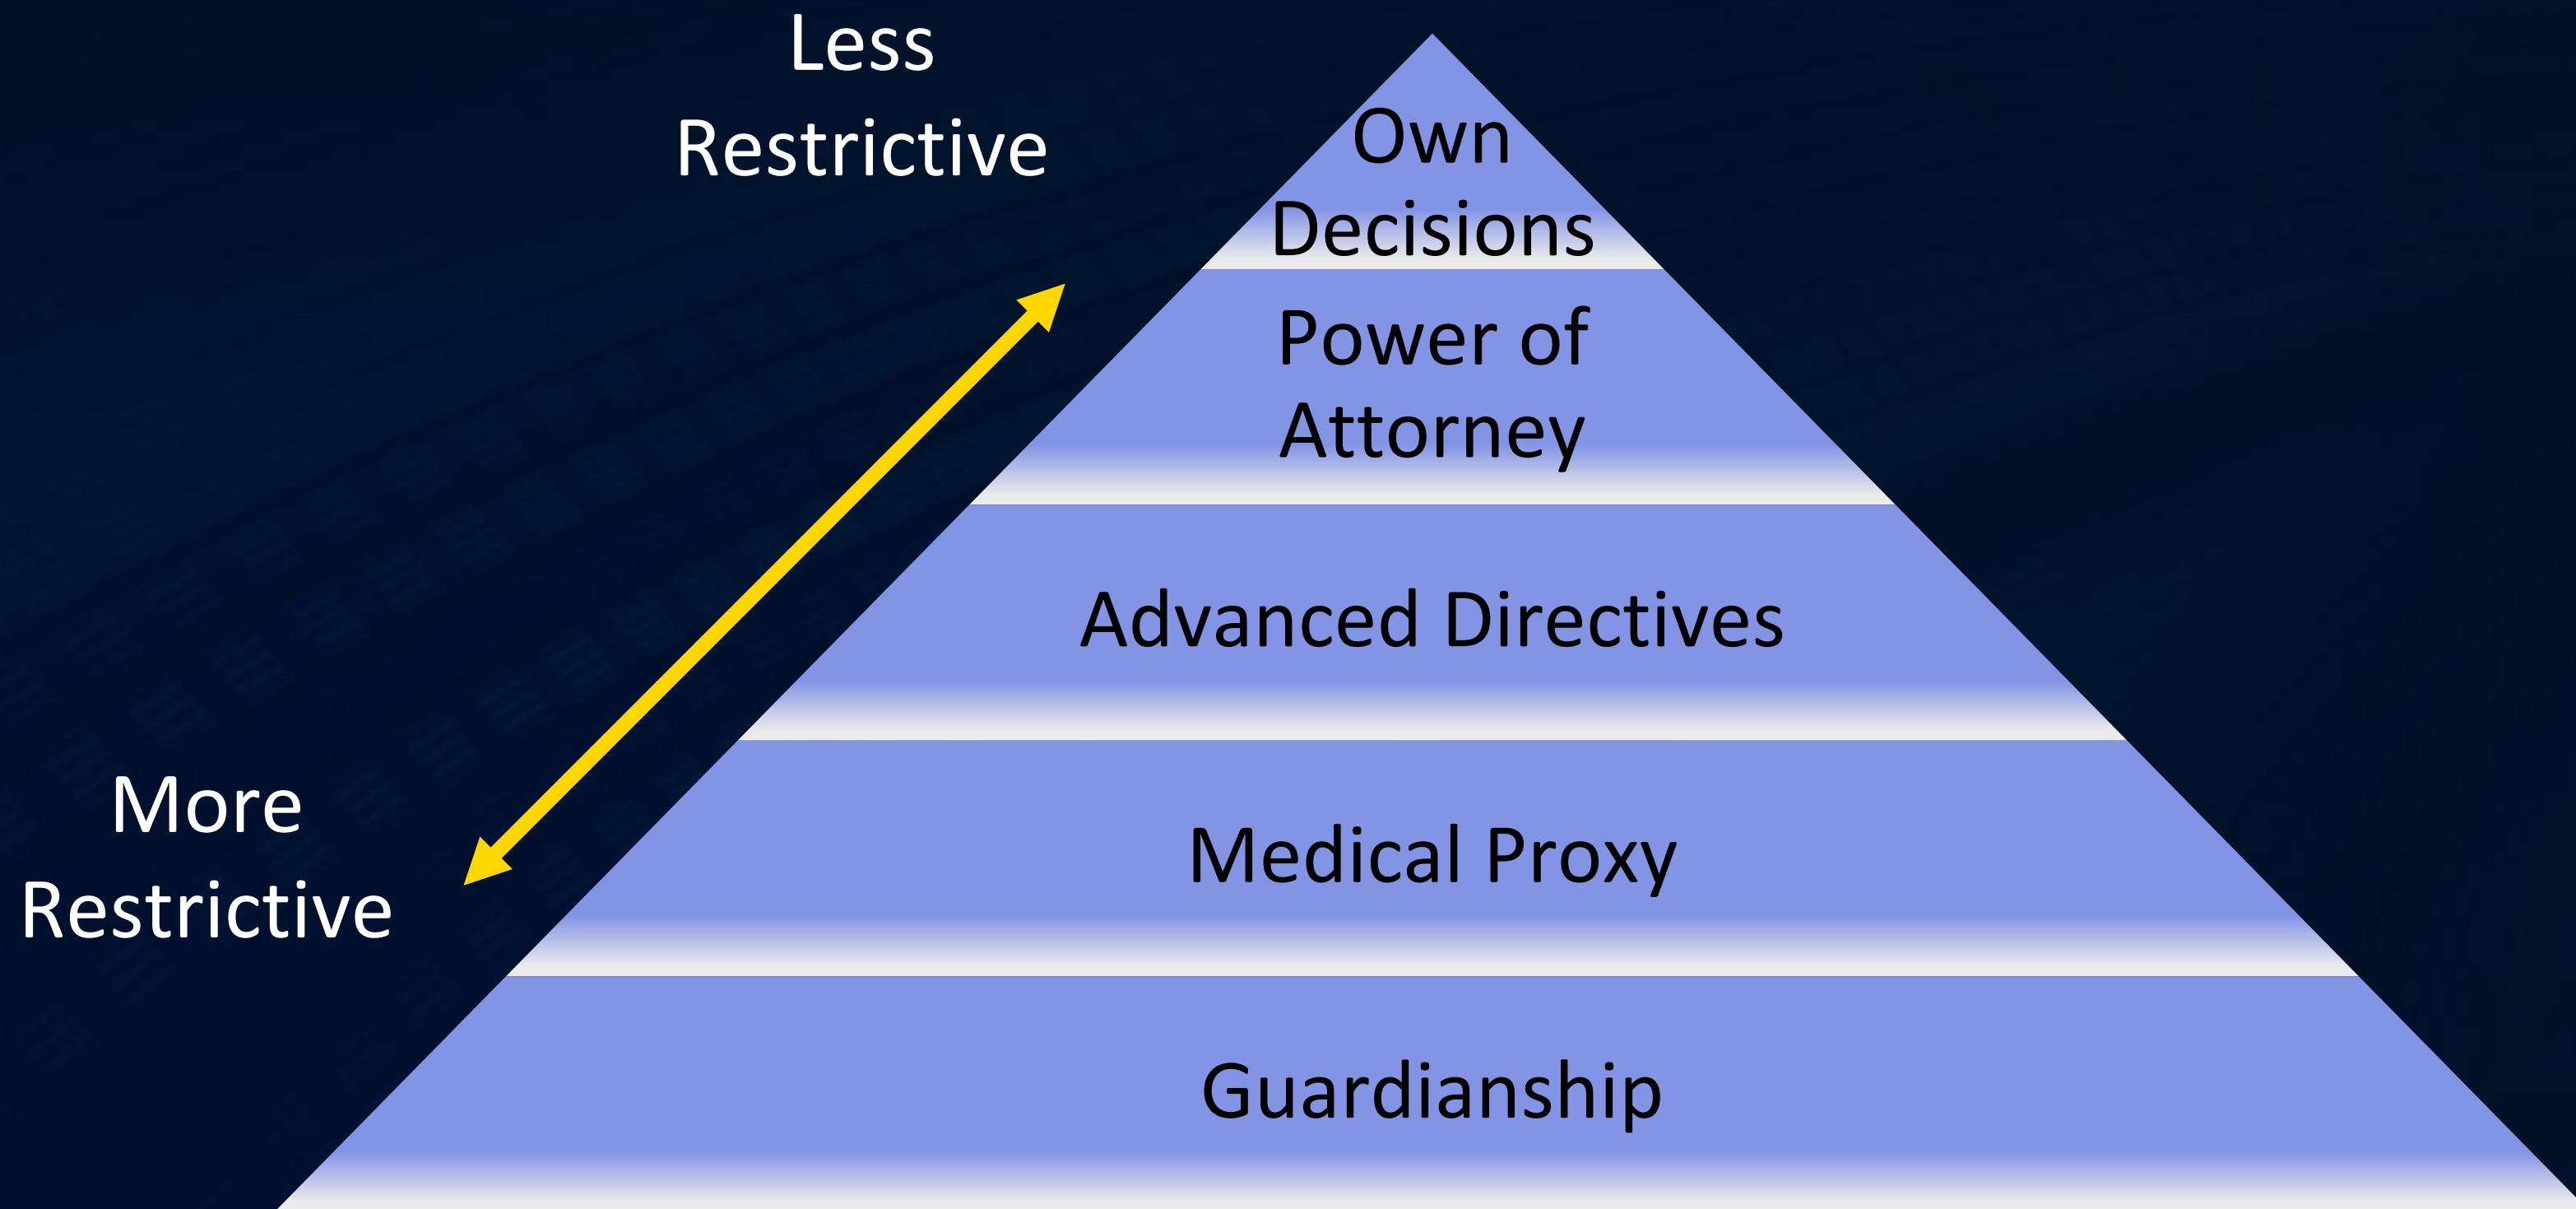 Less
Restrictive
Own
Decisions
Power of
Attorney
Advanced Directives
More
Restrictive
Medical Proxy
Guardianship